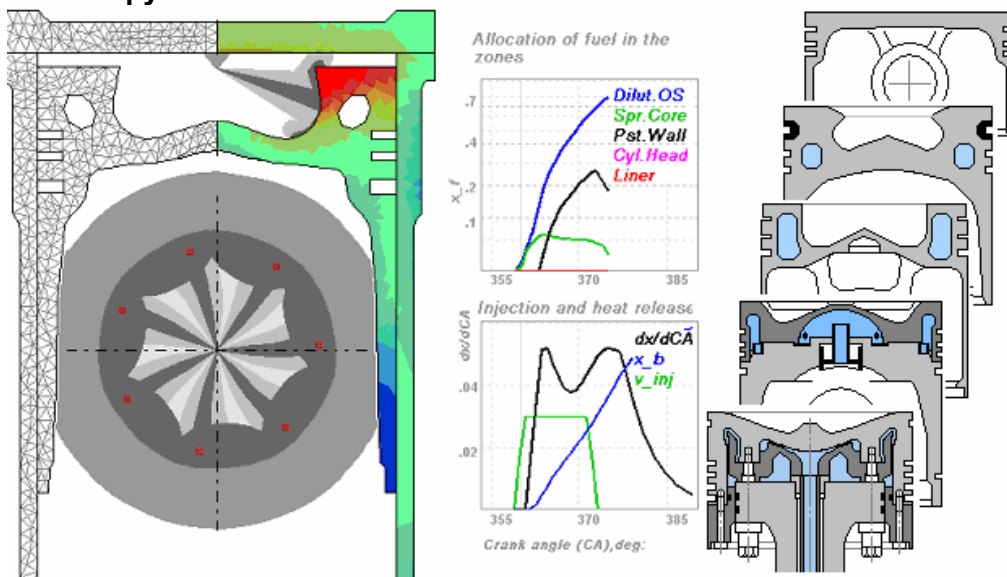 py
Allocation of fuel in the
zones
.7
.4
.2
.1
x_f
Dilut.OS
Spr.Core
Pst.Wall
Cyl.Head
Liner
355
370
385
Injection and heat release
dx/dCA
.04
.02
dx/dCA
x_b
v_inj
355
370
385
Crank angle (CA),deg: